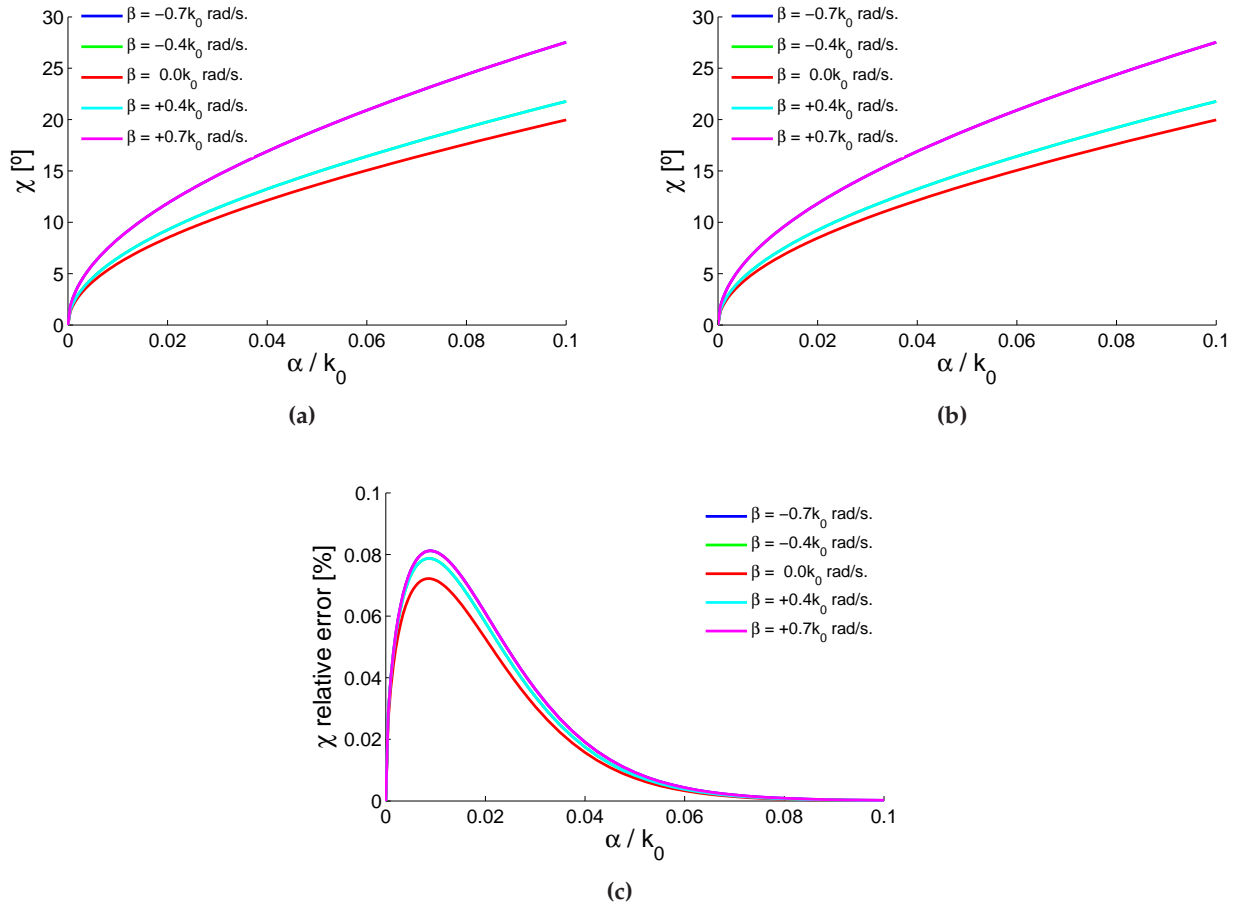 30
25
20
15
10
5
0
χ [º]
β = −0.7k0 rad/s.
β = −0.4k0 rad/s.
β = 0.0k0 rad/s.
β = +0.4k0 rad/s.
β = +0.7k0 rad/s.
0 0.02 0.04 0.06 0.08 0.1
α / k0
(a)
30
25
20
15
10
5
0
χ [º]
β = −0.7k0 rad/s.
β = −0.4k0 rad/s.
β = 0.0k0 rad/s.
β = +0.4k0 rad/s.
β = +0.7k0 rad/s.
0 0.02 0.04 0.06 0.08 0.1
α / k0
(b)
0.1
0.08
0.06
0.04
0.02
0
χ relative error [%]
β = −0.7k0 rad/s.
β = −0.4k0 rad/s.
β = 0.0k0 rad/s.
β = +0.4k0 rad/s.
β = +0.7k0 rad/s.
0 0.02 0.04 0.06 0.08 0.1
α / k0
(c)